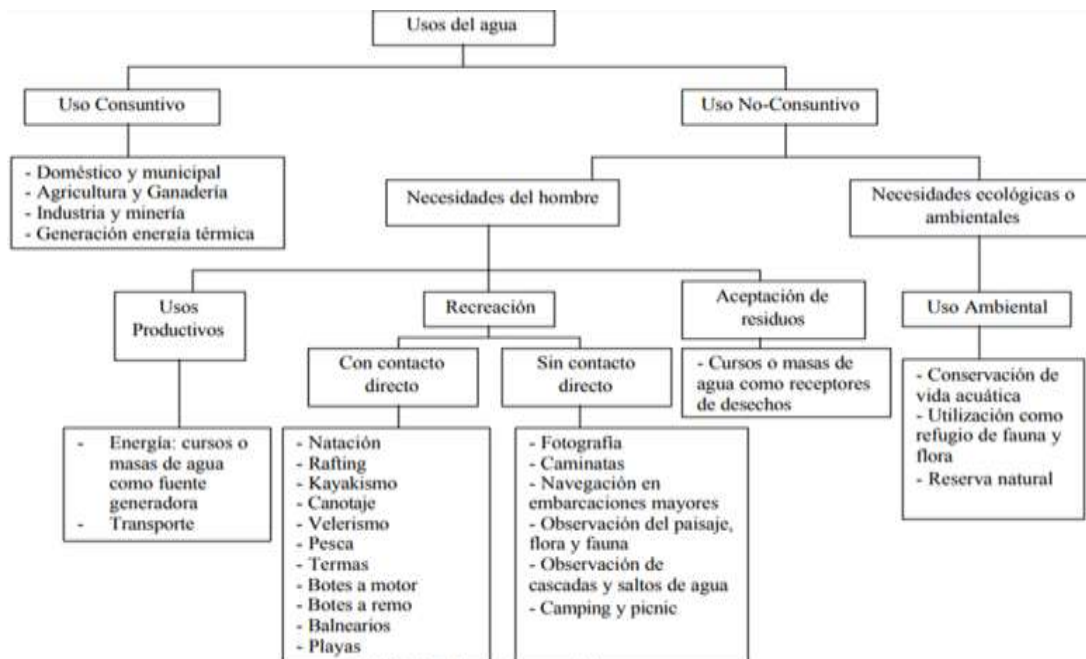 Usos del agua
Uso Consuntivo
Uso No-Consuntivo
- Doméstico y municipal
- Agricultura y Ganadería
- Industria y minería
- Generación energía térmica
Necesidades del hombre
Necesidades ecológicas o
ambientales
Usos
Productivos
Recreación
Aceptación de
residuos
Uso Ambiental
Con contacto
directo
Sin contacto
directo
- Cursos o masas de
agua como receptores
de desechos
- Conservación de
vida acuática
- Utilización como
refugio de fauna y
flora
- Reserva natural
- Energía: cursos o
masas de agua
como fuente
generadora
- Transporte
- Natación
- Rafting
- Kayakismo
- Canotaje
- Velerismo
- Pesca
- Termas
- Botes a motor
- Botes a remo
- Balnearios
- Playas
- Fotografía
- Caminatas
- Navegación en
embarcaciones mayores
- Observación del paisaje,
flora y fauna
- Observación de
cascadas y saltos de agua
- Camping y picnic